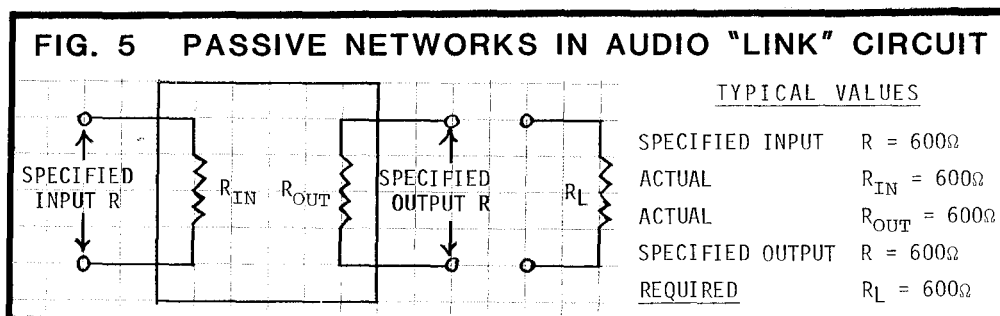 FIG. 5 PASSIVE NETWORKS IN AUDIO "LINK" CIRCUIT
SPECIFIED
INPUT R
R_IN
R_OUT
SPECIFIED
OUTPUT R
R_L
TYPICAL VALUES
SPECIFIED INPUT R = 600Ω
ACTUAL R_IN = 600Ω
ACTUAL R_OUT = 600Ω
SPECIFIED OUTPUT R = 600Ω
REQUIRED R_L = 600Ω